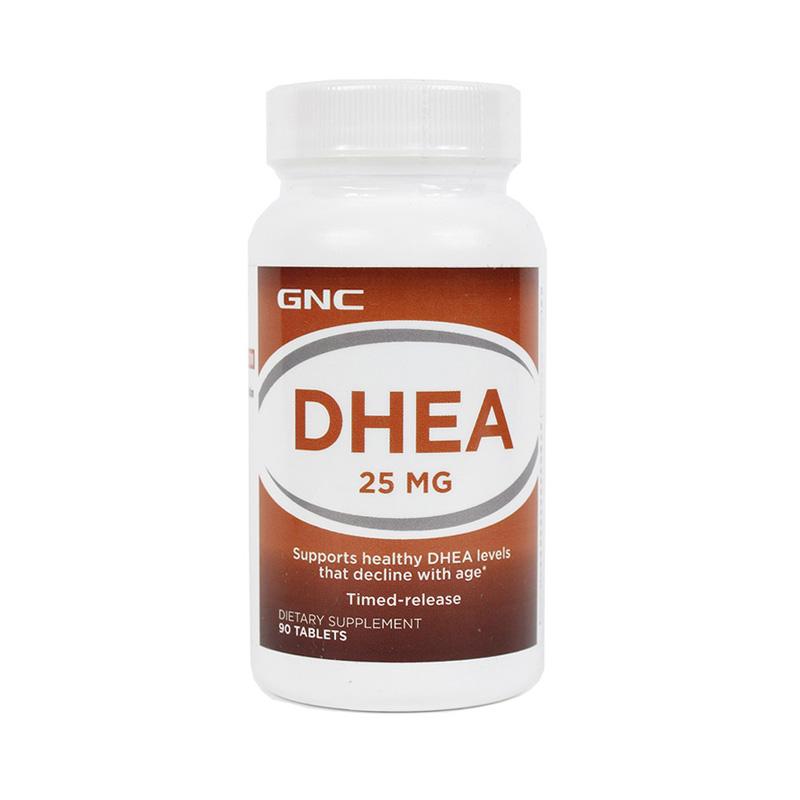 GNC
DHEA
25 MG
Supports healthy DHEA levels
that decline with age*
Timed-release
DIETARY SUPPLEMENT
90 TABLETS